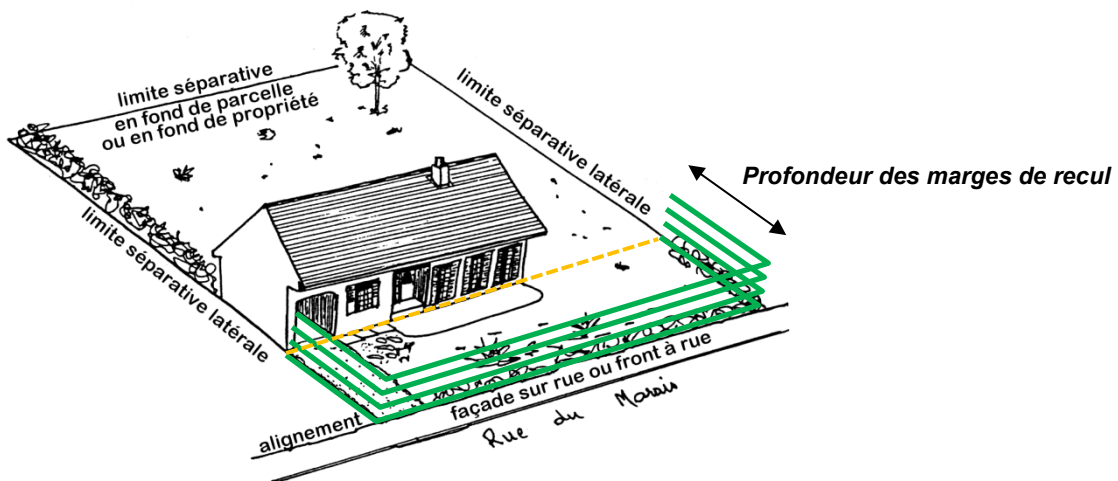 limite séparative
en fond de parcelle
ou en fond de propriété
limite séparative latérale
Profondeur des marges de recul
limite séparative latérale
façade sur rue ou front à rue
alignement
Rue du Marais